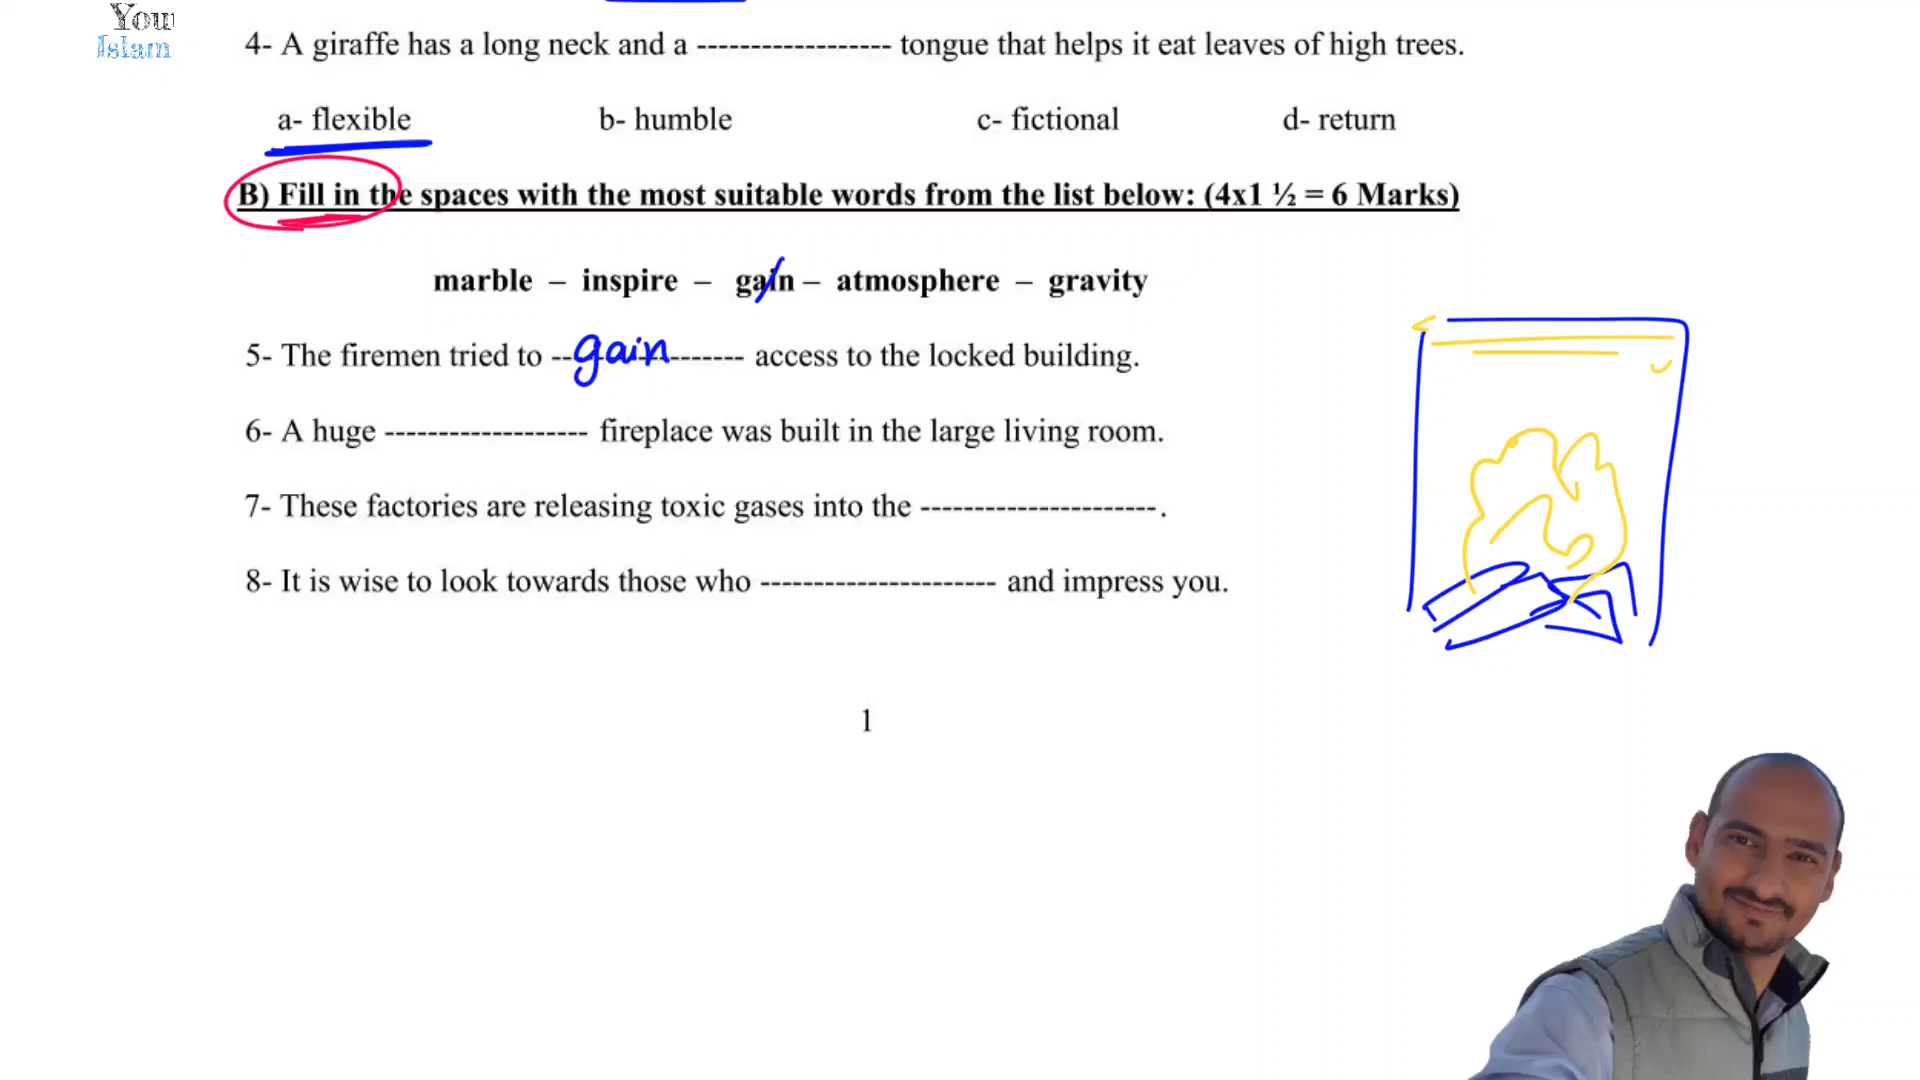 You
Islam
4- A giraffe has a long neck and a ------------------ tongue that helps it eat leaves of high trees.
a- flexible b- humble c- fictional d- return
B) Fill in the spaces with the most suitable words from the list below: (4x1 ½ = 6 Marks)
marble – inspire – gain – atmosphere – gravity
5- The firemen tried to --gain------- access to the locked building.
6- A huge ------------------- fireplace was built in the large living room.
7- These factories are releasing toxic gases into the ----------------------.
8- It is wise to look towards those who ---------------------- and impress you.
1